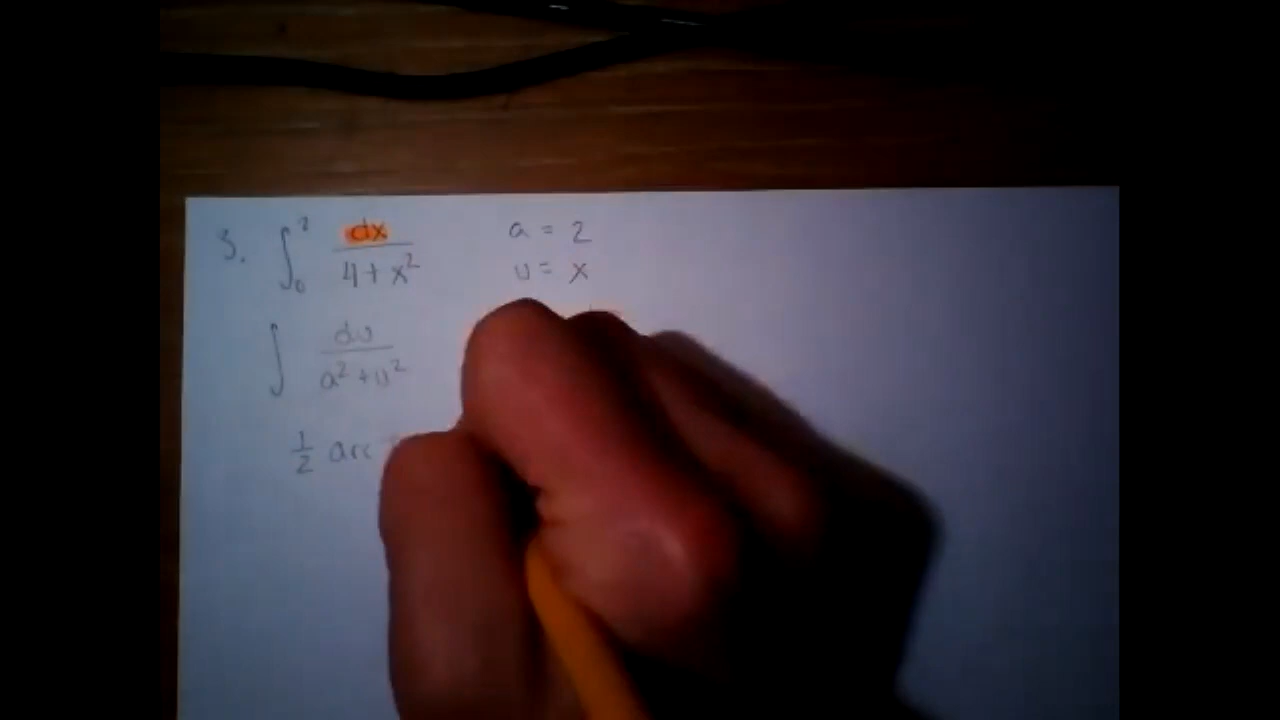 3. ∫₀² dx / (4 + x²)
a = 2
u = x
∫ du / (a² + u²)
1/2 arc